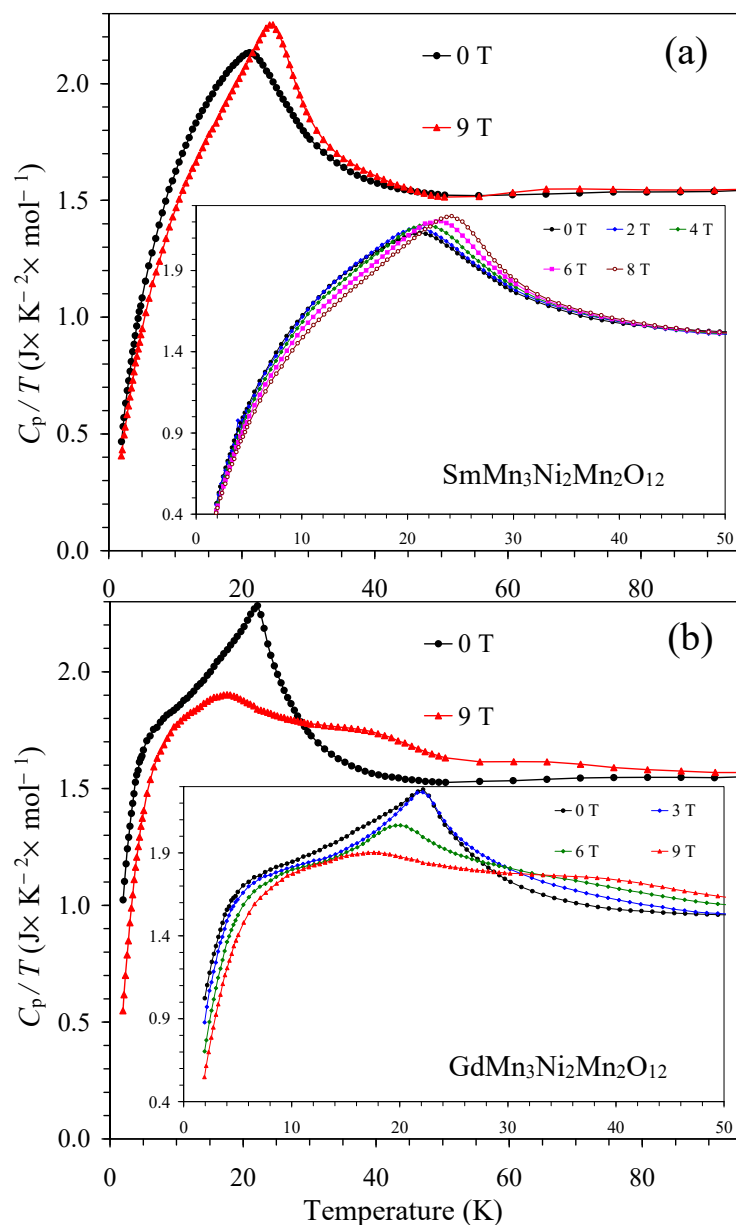 (a)
0 T
9 T
C_p / T (J× K⁻ ²× mol⁻ ¹)
2.0
1.5
1.0
0.5
0.0
0 20 40 60 80
0 T 2 T 4 T
6 T 8 T
1.9
1.4
0.9
0.4
0 10 20 30 40 50
SmMn₃Ni₂Mn₂O₁₂
(b)
0 T
9 T
C_p / T (J× K⁻ ²× mol⁻ ¹)
2.0
1.5
1.0
0.5
0.0
0 20 40 60 80
0 T 3 T
6 T 9 T
1.9
1.4
0.9
0.4
0 10 20 30 40 50
GdMn₃Ni₂Mn₂O₁₂
Temperature (K)